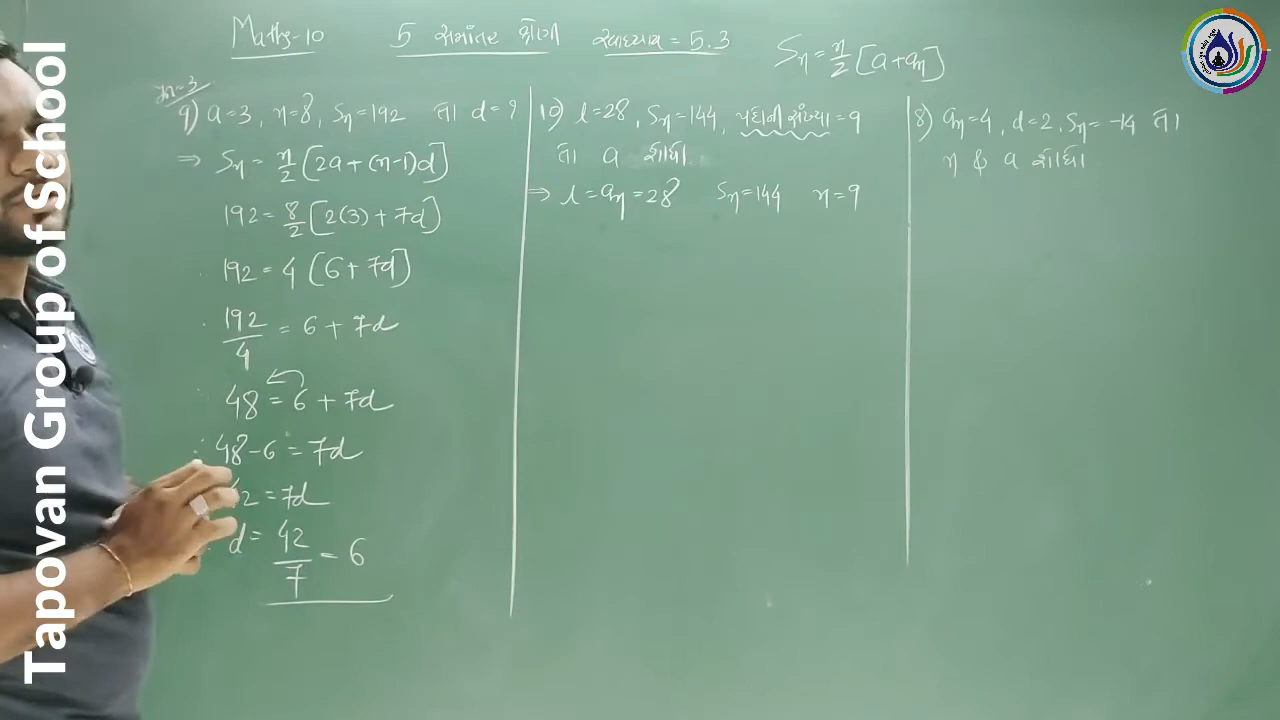 Maths-10 5 સમાંતર શ્રેણી સ્વાધ્યાય = 5.3
Sn = n/2 [a + an]
9) a=3, n=8, Sn=192 તો d = ?
⇒ Sn = n/2 [2a + (n-1)d]
192 = 8/2 [2(3) + 7d]
192 = 4 [6 + 7d]
192/4 = 6 + 7d
48 = 6 + 7d
48 - 6 = 7d
42 = 7d
d = 42/7 = 6
10) l=28, Sn=144, પદોની સંખ્યા = 9
તો a શોધો
⇒ l = an = 28 Sn=144 n=9
8) an=4, d=2, Sn=-14 તો
n & a શોધો
Tapovan Group of School